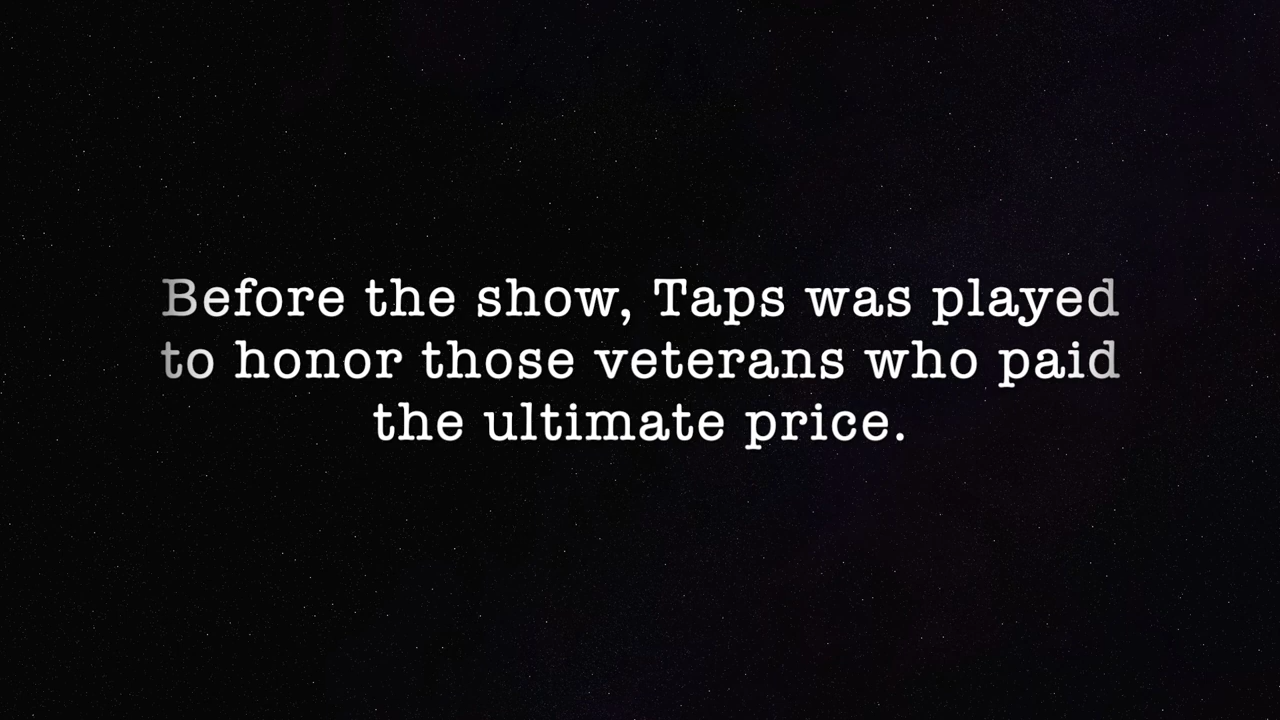 Before the show, Taps was played
to honor those veterans who paid
the ultimate price.